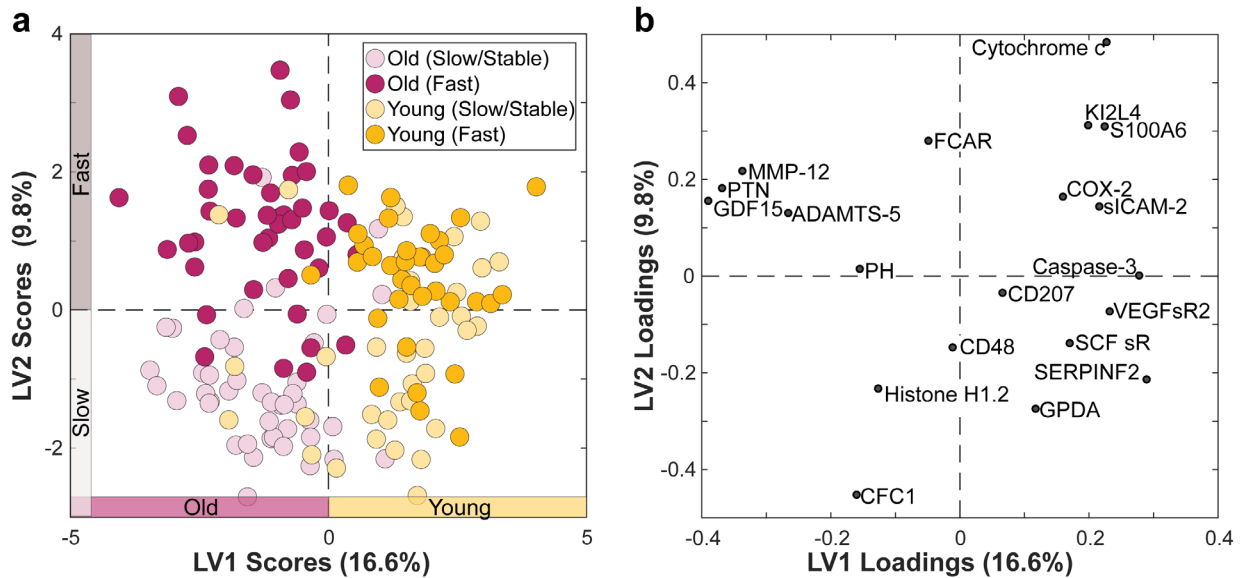 a
4
2
0
-2
-5
0
5
LV2 Scores (9.8%)
Fast
Slow
Old (Slow/Stable)
Old (Fast)
Young (Slow/Stable)
Young (Fast)
Old
Young
LV1 Scores (16.6%)
b
0.4
0.2
0
-0.2
-0.4
-0.4
-0.2
0
0.2
0.4
LV2 Loadings (9.8%)
Cytochrome c
KI2L4
S100A6
FCAR
MMP-12
PTN
GDF15
ADAMTS-5
COX-2
sICAM-2
PH
Caspase-3
CD207
VEGFsR2
CD48
SCF sR
SERPINF2
Histone H1.2
GPDA
CFC1
LV1 Loadings (16.6%)